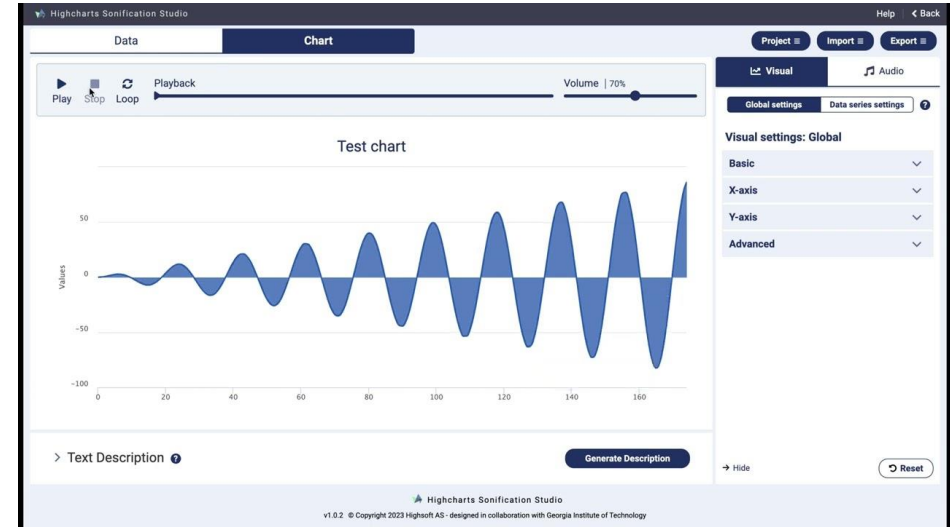 Highcharts Sonification Studio
Help
< Back
Data
Chart
Project ≡
Import ≡
Export ≡
Play
Stop
Loop
Playback
Volume | 70%
Visual
Audio
Global settings
Data series settings
?
Visual settings: Global
Basic
X-axis
Y-axis
Advanced
Test chart
Values
50
0
-50
-100
0
20
40
60
80
100
120
140
160
> Text Description ?
Generate Description
→ Hide
Reset
Highcharts Sonification Studio
v1.0.2 © Copyright 2023 Highsoft AS - designed in collaboration with Georgia Institute of Technology